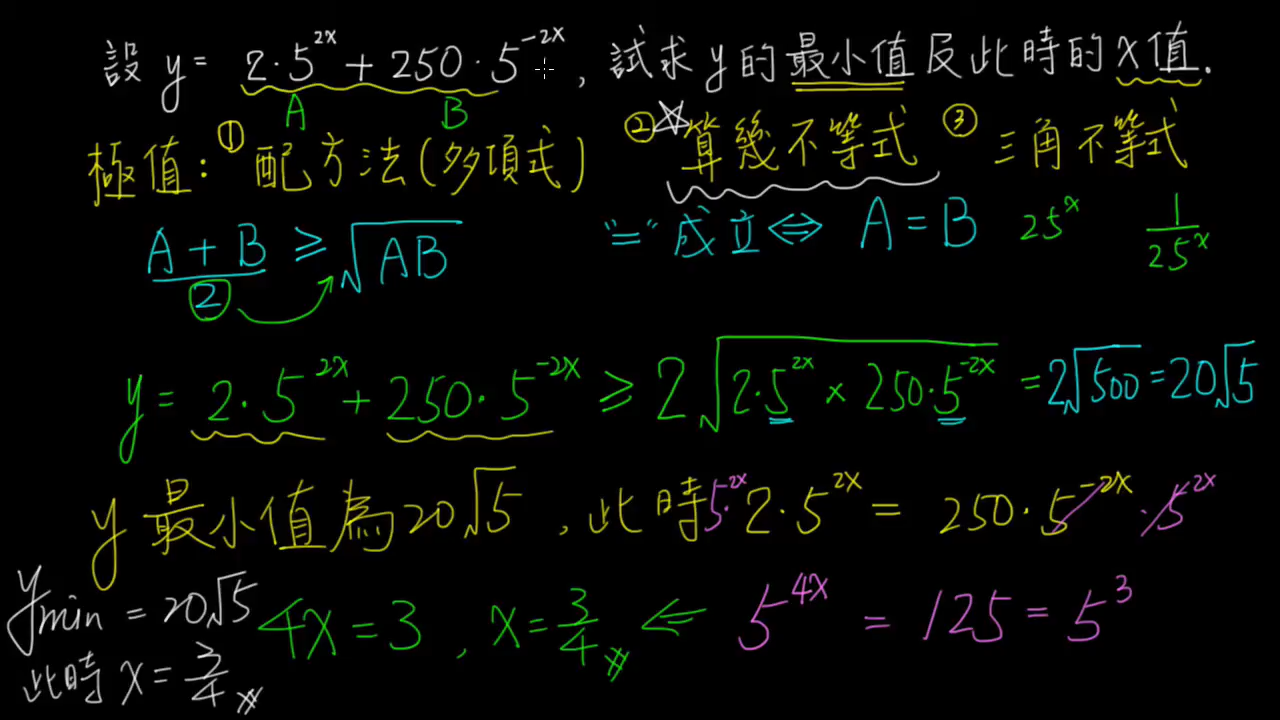 設 y = 2·5^{2x} + 250·5^{-2x}, 試求 y 的最小值及此時的 x 值.
A B
極值: ① 配方法(多項式) ②☆算幾不等式 ③ 三角不等式
(A+B)/2 ≥ √(AB) "=" 成立 ⇔ A = B 25^x 1/25^x
y = 2·5^{2x} + 250·5^{-2x} ≥ 2√(2·5^{2x} × 250·5^{-2x}) = 2√500 = 20√5
y 最小值為 20√5, 此時 5^{2x}·2·5^{2x} = 250·5^{-2x}·5^{2x}
4x = 3, x = 3/4 ⇐ 5^{4x} = 125 = 5^3
y_min = 20√5
此時 x = 3/4